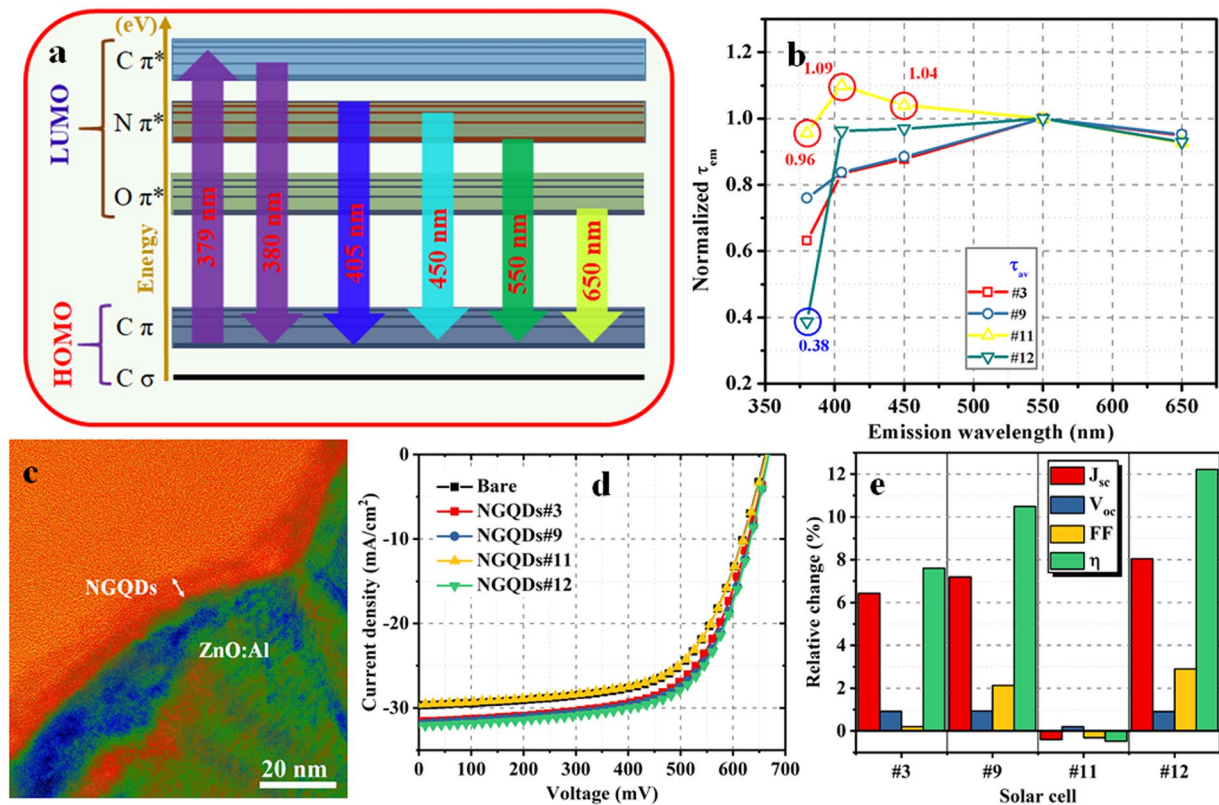 a
(eV)
LUMO
C π*
N π*
O π*
Energy
HOMO
C π
C σ
379 nm
380 nm
405 nm
450 nm
550 nm
650 nm
b
Normalized τem
1.2
1.0
0.8
0.6
0.4
0.2
1.09
1.04
0.96
0.38
τav
#3
#9
#11
#12
350 400 450 500 550 600 650
Emission wavelength (nm)
c
NGQDs
ZnO:Al
20 nm
d
Current density (mA/cm²)
0
-10
-20
-30
Bare
NGQDs#3
NGQDs#9
NGQDs#11
NGQDs#12
0 100 200 300 400 500 600 700
Voltage (mV)
e
Relative change (%)
12
10
8
6
4
2
0
Jsc
Voc
FF
η
#3 #9 #11 #12
Solar cell